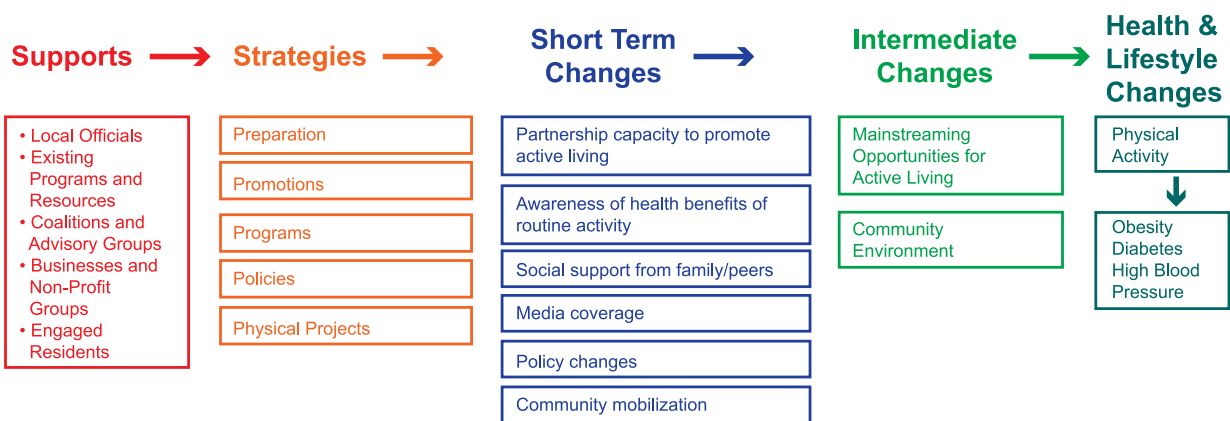 Supports
Strategies
Short Term
Changes
Intermediate
Changes
Health &
Lifestyle
Changes
• Local Officials
• Existing
Programs and
Resources
• Coalitions and
Advisory Groups
• Businesses and
Non-Profit
Groups
• Engaged
Residents
Preparation
Promotions
Programs
Policies
Physical Projects
Partnership capacity to promote
active living
Awareness of health benefits of
routine activity
Social support from family/peers
Media coverage
Policy changes
Community mobilization
Mainstreaming
Opportunities for
Active Living
Community
Environment
Physical
Activity
Obesity
Diabetes
High Blood
Pressure